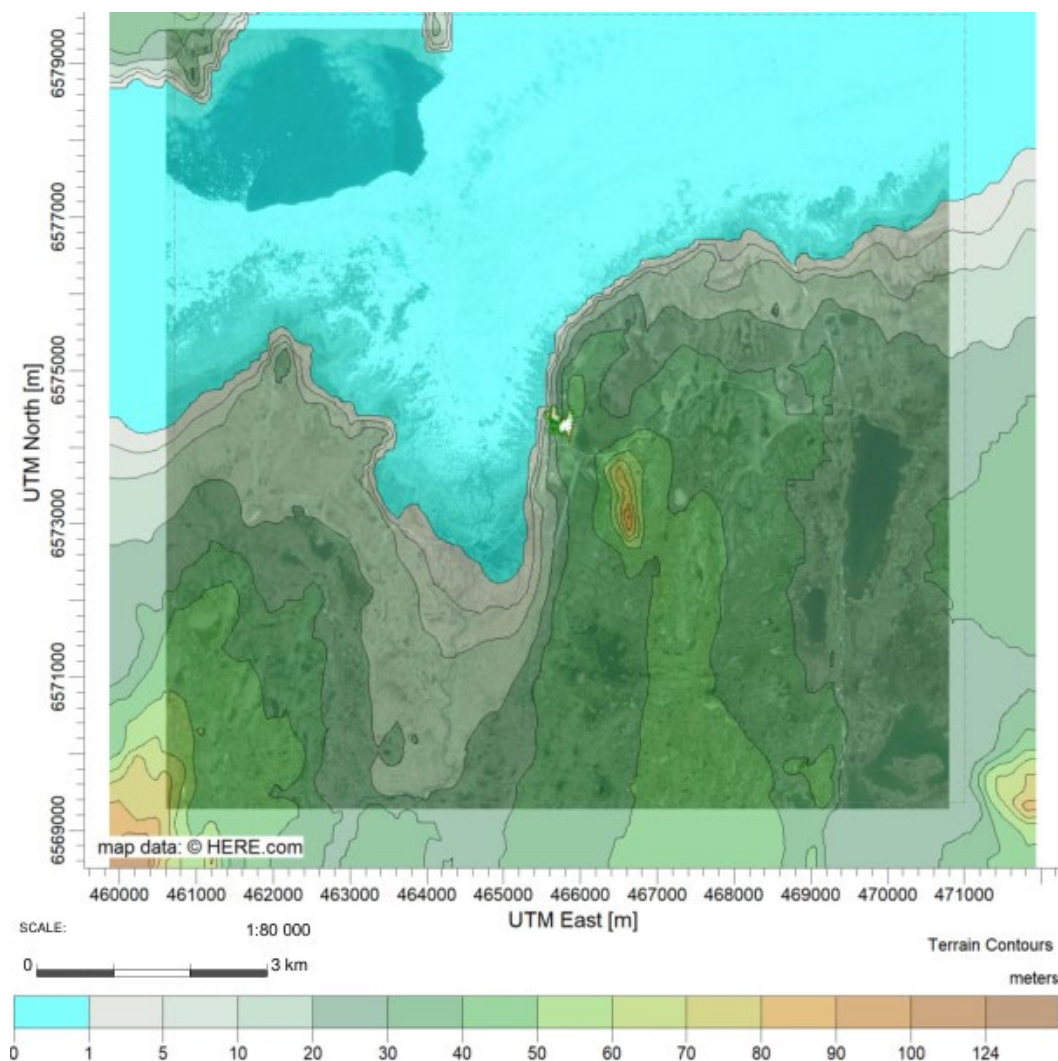 UTM North [m]
6579000
6577000
6575000
6573000
6571000
6569000
map data: © HERE.com
460000 461000 462000 463000 464000 465000 466000 467000 468000 469000 470000 471000
UTM East [m]
SCALE: 1:80 000
0 3 km
Terrain Contours
meters
0 1 5 10 20 30 40 50 60 70 80 90 100 124